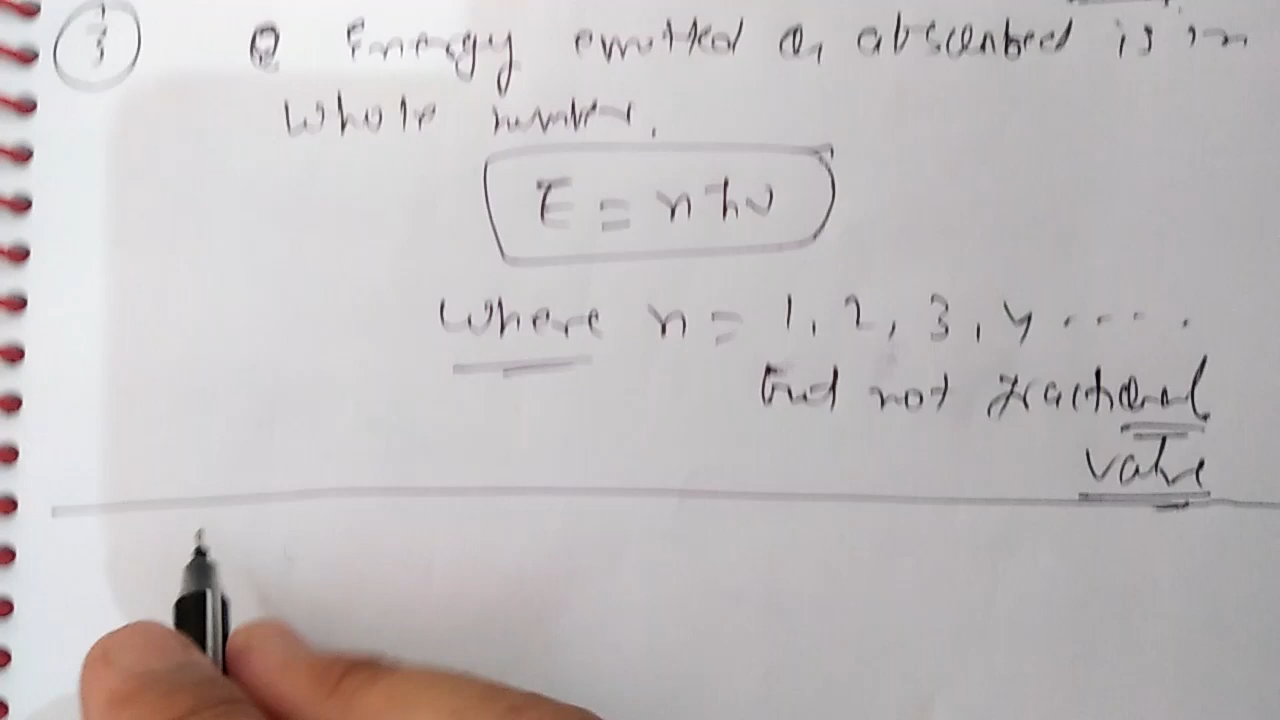 ③ Energy emitted or absorbed is in
whole number.
E = nhν
where n = 1, 2, 3, 4 .....
and not fractional
value